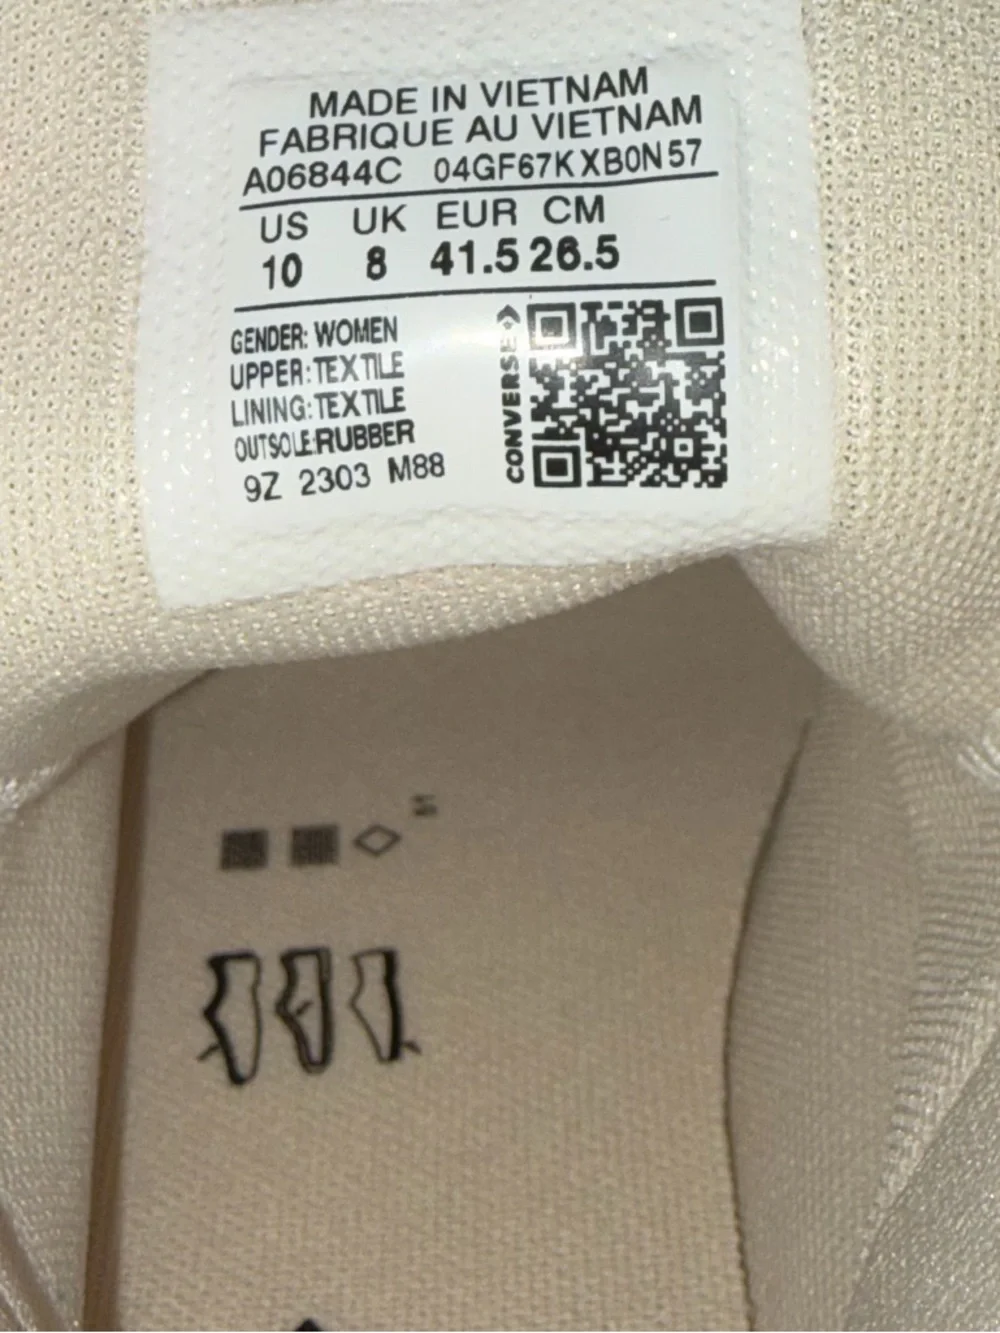 MADE IN VIETNAM
FABRIQUE AU VIETNAM
A06844C 04GF67KXB0N57
US UK EUR CM
10 8 41.5 26.5
GENDER: WOMEN
UPPER: TEXTILE
LINING: TEXTILE
OUTSOLE: RUBBER
9Z 2303 M88
CONVERSE